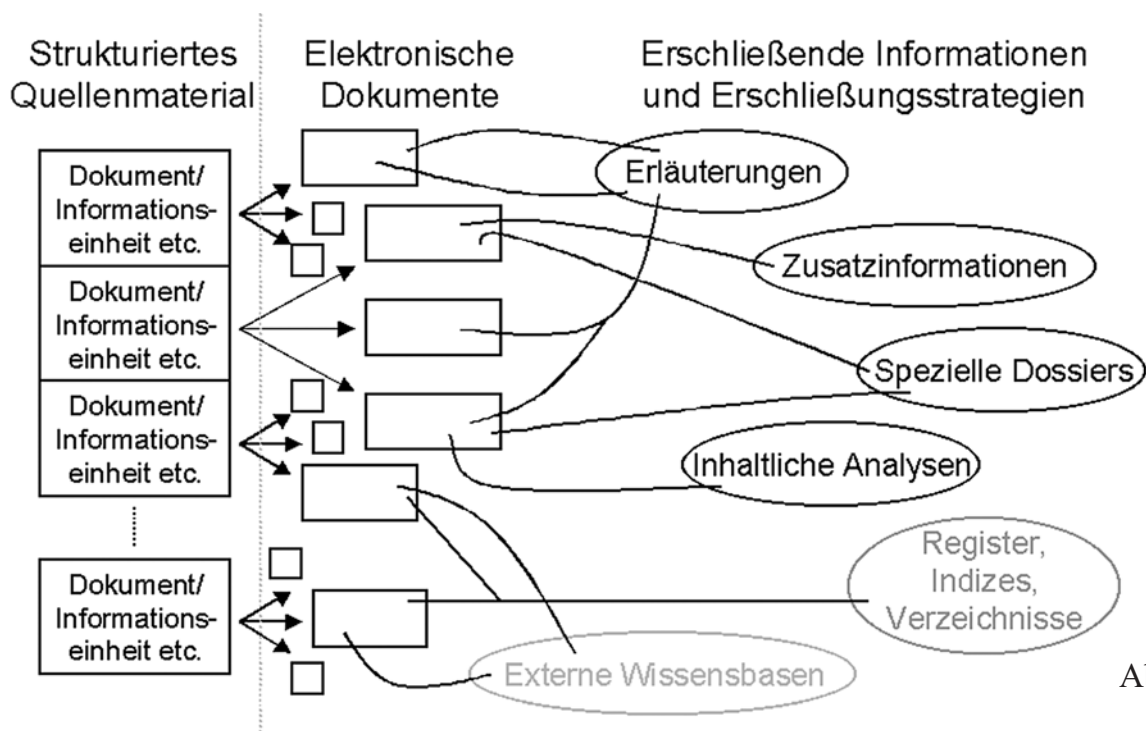 Strukturiertes
Quellenmaterial
Elektronische
Dokumente
Erschließende Informationen
und Erschließungsstrategien
Dokument/
Informations-
einheit etc.
Dokument/
Informations-
einheit etc.
Dokument/
Informations-
einheit etc.
Dokument/
Informations-
einheit etc.
Erläuterungen
Zusatzinformationen
Spezielle Dossiers
Inhaltliche Analysen
Register,
Indizes,
Verzeichnisse
Externe Wissensbasen